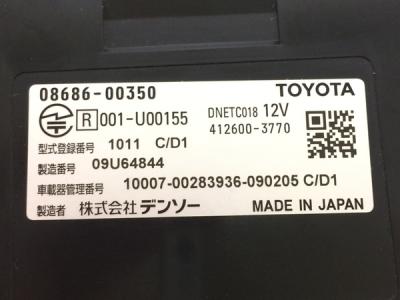 08686-00350 TOYOTA
R 001-U00155 DNETC018 12V
412600-3770
型式登録番号 1011 C/D1
製造番号 09U64844
車載器管理番号 10007-00283936-090205 C/D1
製造者 株式会社 デンソー MADE IN JAPAN